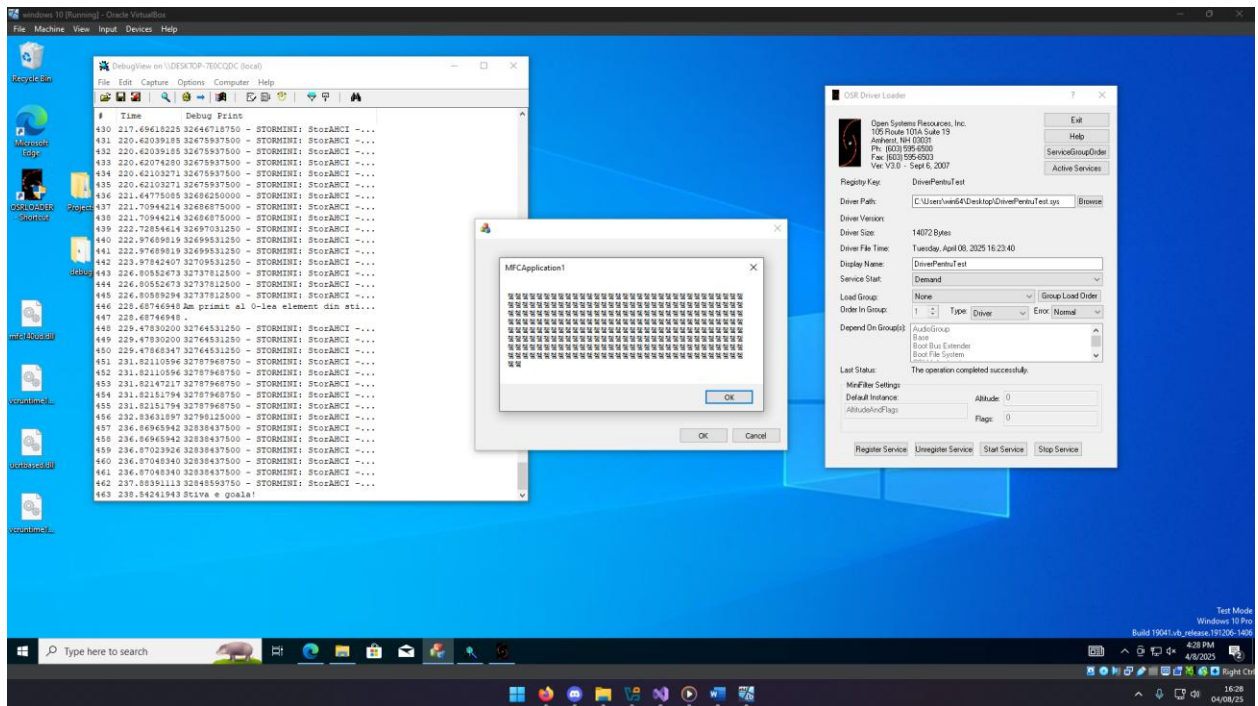 windows 10 [Running] - Oracle VirtualBox
File Machine View Input Devices Help
Recycle Bin
Microsoft Edge
OSRLOADER - Shortcut
Project
debug
mfc140ud.dll
vcruntime1...
ucrtbased.dll
vcruntime1...
DebugView on \\DESKTOP-7E0CQDC (local)
File Edit Capture Options Computer Help
# Time Debug Print
430 217.69618225 32646718750 - STORMINI: StorAHCI -...
431 220.62039185 32675937500 - STORMINI: StorAHCI -...
432 220.62039185 32675937500 - STORMINI: StorAHCI -...
433 220.62074280 32675937500 - STORMINI: StorAHCI -...
434 220.62103271 32675937500 - STORMINI: StorAHCI -...
435 220.62103271 32675937500 - STORMINI: StorAHCI -...
436 221.64775085 32686250000 - STORMINI: StorAHCI -...
437 221.70944214 32686875000 - STORMINI: StorAHCI -...
438 221.70944214 32686875000 - STORMINI: StorAHCI -...
439 222.72854614 32697031250 - STORMINI: StorAHCI -...
440 222.97689819 32699531250 - STORMINI: StorAHCI -...
441 222.97689819 32699531250 - STORMINI: StorAHCI -...
442 223.97842407 32709531250 - STORMINI: StorAHCI -...
443 226.80552673 32737812500 - STORMINI: StorAHCI -...
444 226.80552673 32737812500 - STORMINI: StorAHCI -...
445 226.80589294 32737812500 - STORMINI: StorAHCI -...
446 228.68746948 Am primit al 0-lea element din sti...
447 228.68746948 .
448 229.47830200 32764531250 - STORMINI: StorAHCI -...
449 229.47830200 32764531250 - STORMINI: StorAHCI -...
450 229.47868347 32764531250 - STORMINI: StorAHCI -...
451 231.82110596 32787968750 - STORMINI: StorAHCI -...
452 231.82110596 32787968750 - STORMINI: StorAHCI -...
453 231.82147217 32787968750 - STORMINI: StorAHCI -...
454 231.82151794 32787968750 - STORMINI: StorAHCI -...
455 231.82151794 32787968750 - STORMINI: StorAHCI -...
456 232.83631897 32798125000 - STORMINI: StorAHCI -...
457 236.86965942 32838437500 - STORMINI: StorAHCI -...
458 236.86965942 32838437500 - STORMINI: StorAHCI -...
459 236.87023926 32838437500 - STORMINI: StorAHCI -...
460 236.87048340 32838437500 - STORMINI: StorAHCI -...
461 236.87048340 32838437500 - STORMINI: StorAHCI -...
462 237.88391113 32848593750 - STORMINI: StorAHCI -...
463 238.54241943 Stiva e goala!
MFCApplication1
OK
OK Cancel
OSR Driver Loader
Open Systems Resources, Inc.
105 Route 101A Suite 19
Amherst, NH 03031
Ph: (603) 595-6500
Fax: (603) 595-6503
Ver: V3.0 - Sept 6, 2007
Exit
Help
ServiceGroupOrder
Active Services
Registry Key: DriverPentruTest
Driver Path: C:\Users\win64\Desktop\DriverPentruTest.sys Browse
Driver Version:
Driver Size: 14072 Bytes
Driver File Time: Tuesday, April 08, 2025 16:23:40
Display Name: DriverPentruTest
Service Start: Demand
Load Group: None Group Load Order
Order In Group: 1 Type: Driver Error: Normal
Depend On Group(s): AudioGroup
Base
Boot Bus Extender
Boot File System
Last Status: The operation completed successfully.
MiniFilter Settings
Default Instance: Altitude: 0
AltitudeAndFlags
Flags: 0
Register Service Unregister Service Start Service Stop Service
Test Mode
Windows 10 Pro
Build 19041.vb_release.191206-1406
Type here to search
4:28 PM
4/8/2025
Right Ctrl
16:28
04/08/25